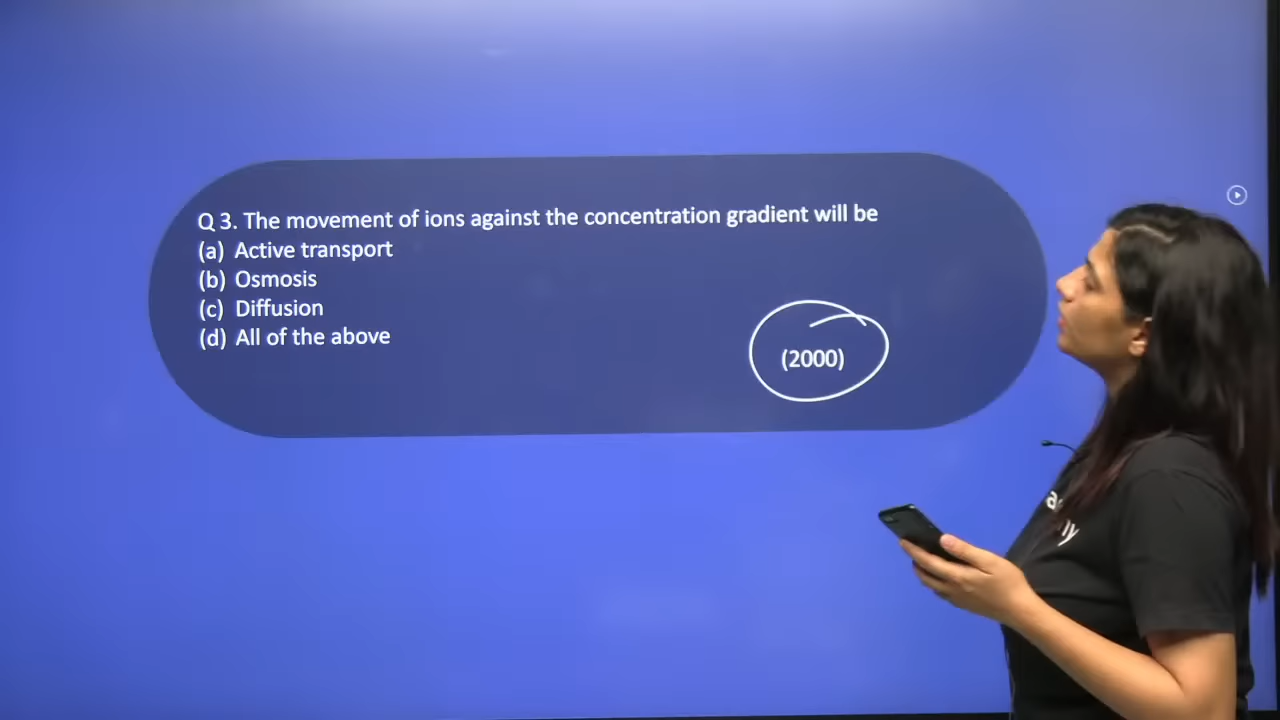 Q 3. The movement of ions against the concentration gradient will be
(a) Active transport
(b) Osmosis
(c) Diffusion
(d) All of the above
(2000)